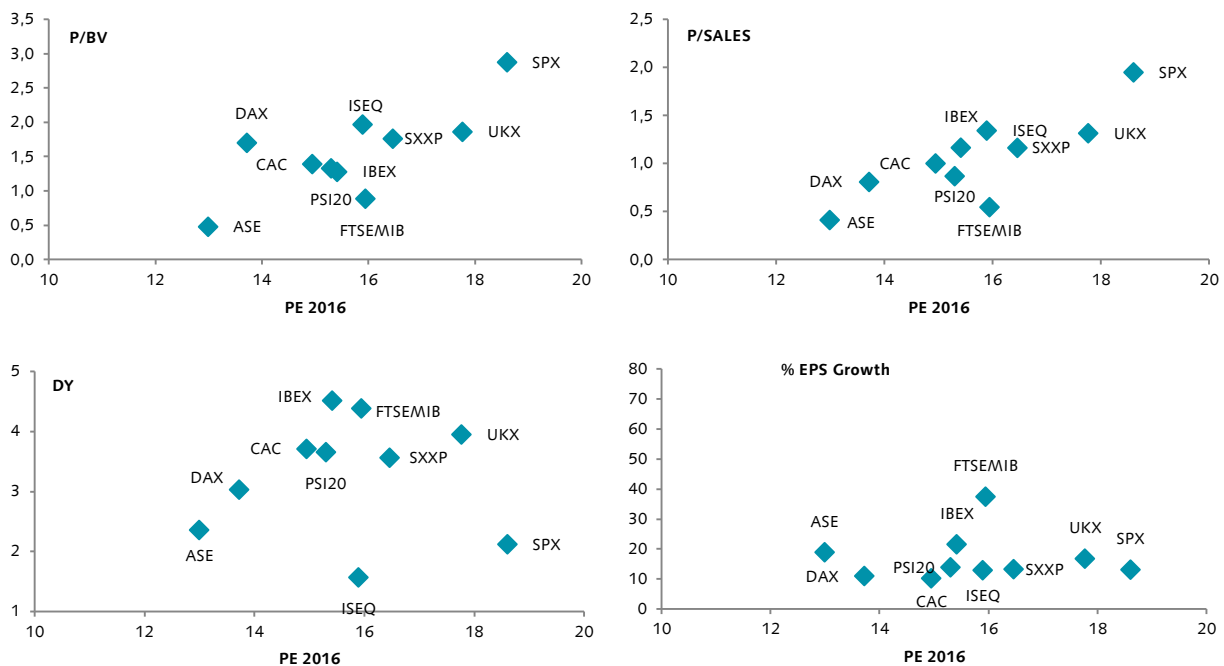 P/BV
3,5
3,0
2,5
2,0
1,5
1,0
0,5
0,0
SPX
DAX
ISEQ
UKX
SXXP
CAC
IBEX
PSI20
ASE
FTSEMIB
10 12 14 16 18 20
PE 2016
P/SALES
2,5
2,0
1,5
1,0
0,5
0,0
SPX
IBEX
ISEQ
UKX
SXXP
CAC
DAX
PSI20
ASE
FTSEMIB
10 12 14 16 18 20
PE 2016
DY
5
4
3
2
1
IBEX
FTSEMIB
UKX
CAC
SXXP
DAX
PSI20
ASE
SPX
ISEQ
10 12 14 16 18 20
PE 2016
% EPS Growth
80
70
60
50
40
30
20
10
0
FTSEMIB
ASE
IBEX
UKX
SPX
PSI20
SXXP
DAX
ISEQ
CAC
10 12 14 16 18 20
PE 2016